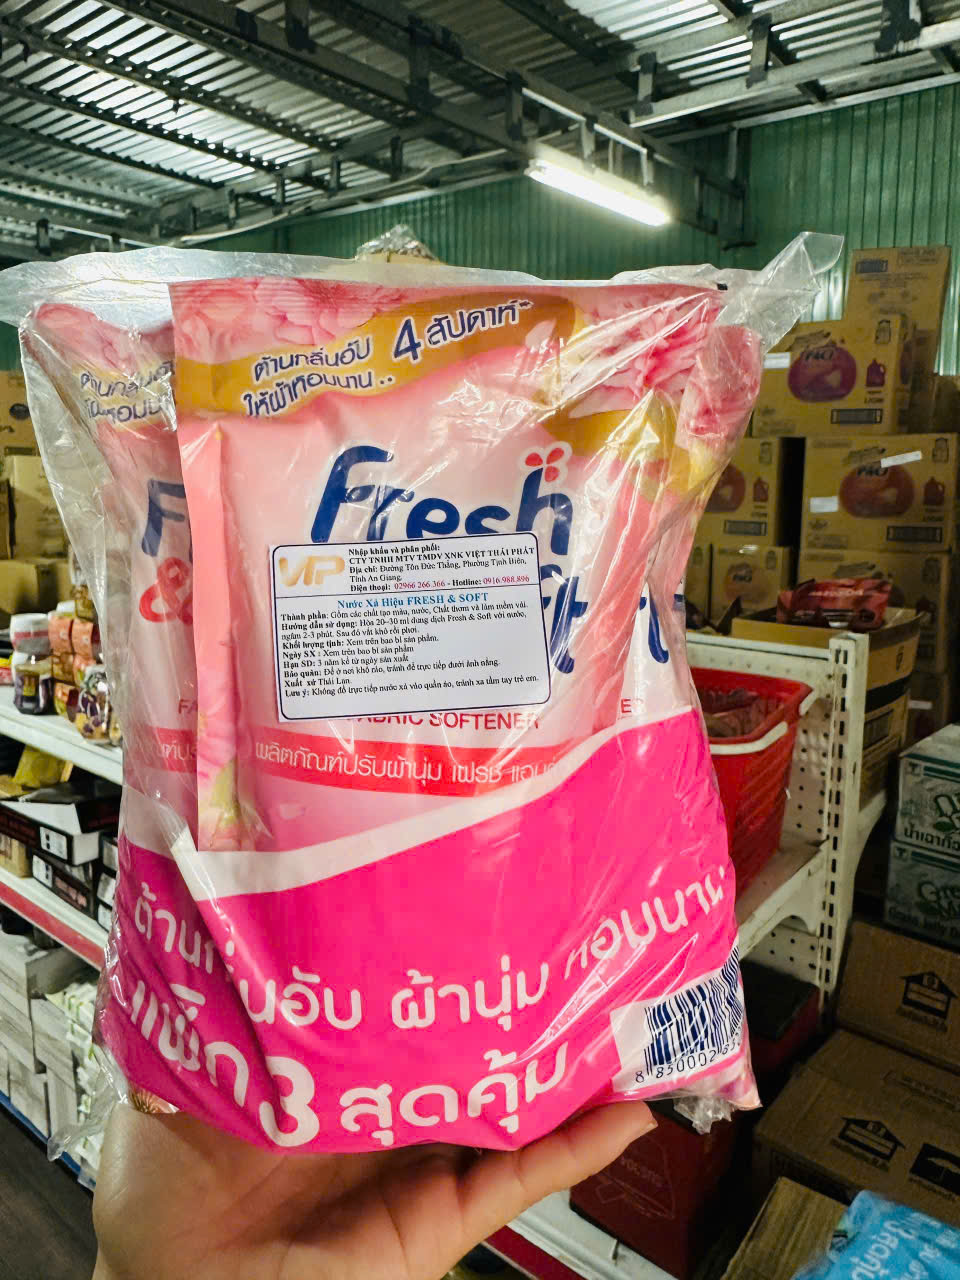 ต้านกลิ่นอับ 4 สัปดาห์*
ให้ผ้าหอมนาน..
Fresh
VIP
Nhập khẩu và phân phối:
CTY TNHH MTV TMDV XNK VIỆT THÁI PHÁT
Địa chỉ: Đường Tôn Đức Thắng, Phường Tịnh Biên,
Tỉnh An Giang.
Điện thoại: 02966 266 366 - Hotline: 0916 988 896
Nước Xả Hiệu FRESH & SOFT
Thành phần: Gồm các chất tạo màu, nước, Chất thơm và làm mềm vải.
Hướng dẫn sử dụng: Hòa 20-30 ml dung dịch Fresh & Soft với nước,
ngâm 2-3 phút. Sau đó vắt khô rồi phơi.
Khối lượng tịnh: Xem trên bao bì sản phẩm.
Ngày SX : Xem trên bao bì sản phẩm
Hạn SD: 3 năm kể từ ngày sản xuất
Bảo quản: Để ở nơi khô ráo, tránh để trực tiếp dưới ánh nắng.
Xuất xứ Thái Lan.
Lưu ý: Không đổ trực tiếp nước xả vào quần áo, tránh xa tầm tay trẻ em.
FABRIC SOFTENER
ผลิตภัณฑ์ปรับผ้านุ่ม เฟรช แอนด์
ต้านกลิ่นอับ ผ้านุ่ม หอมนาน
แพ็ก 3 สุดคุ้ม
8 850002 85